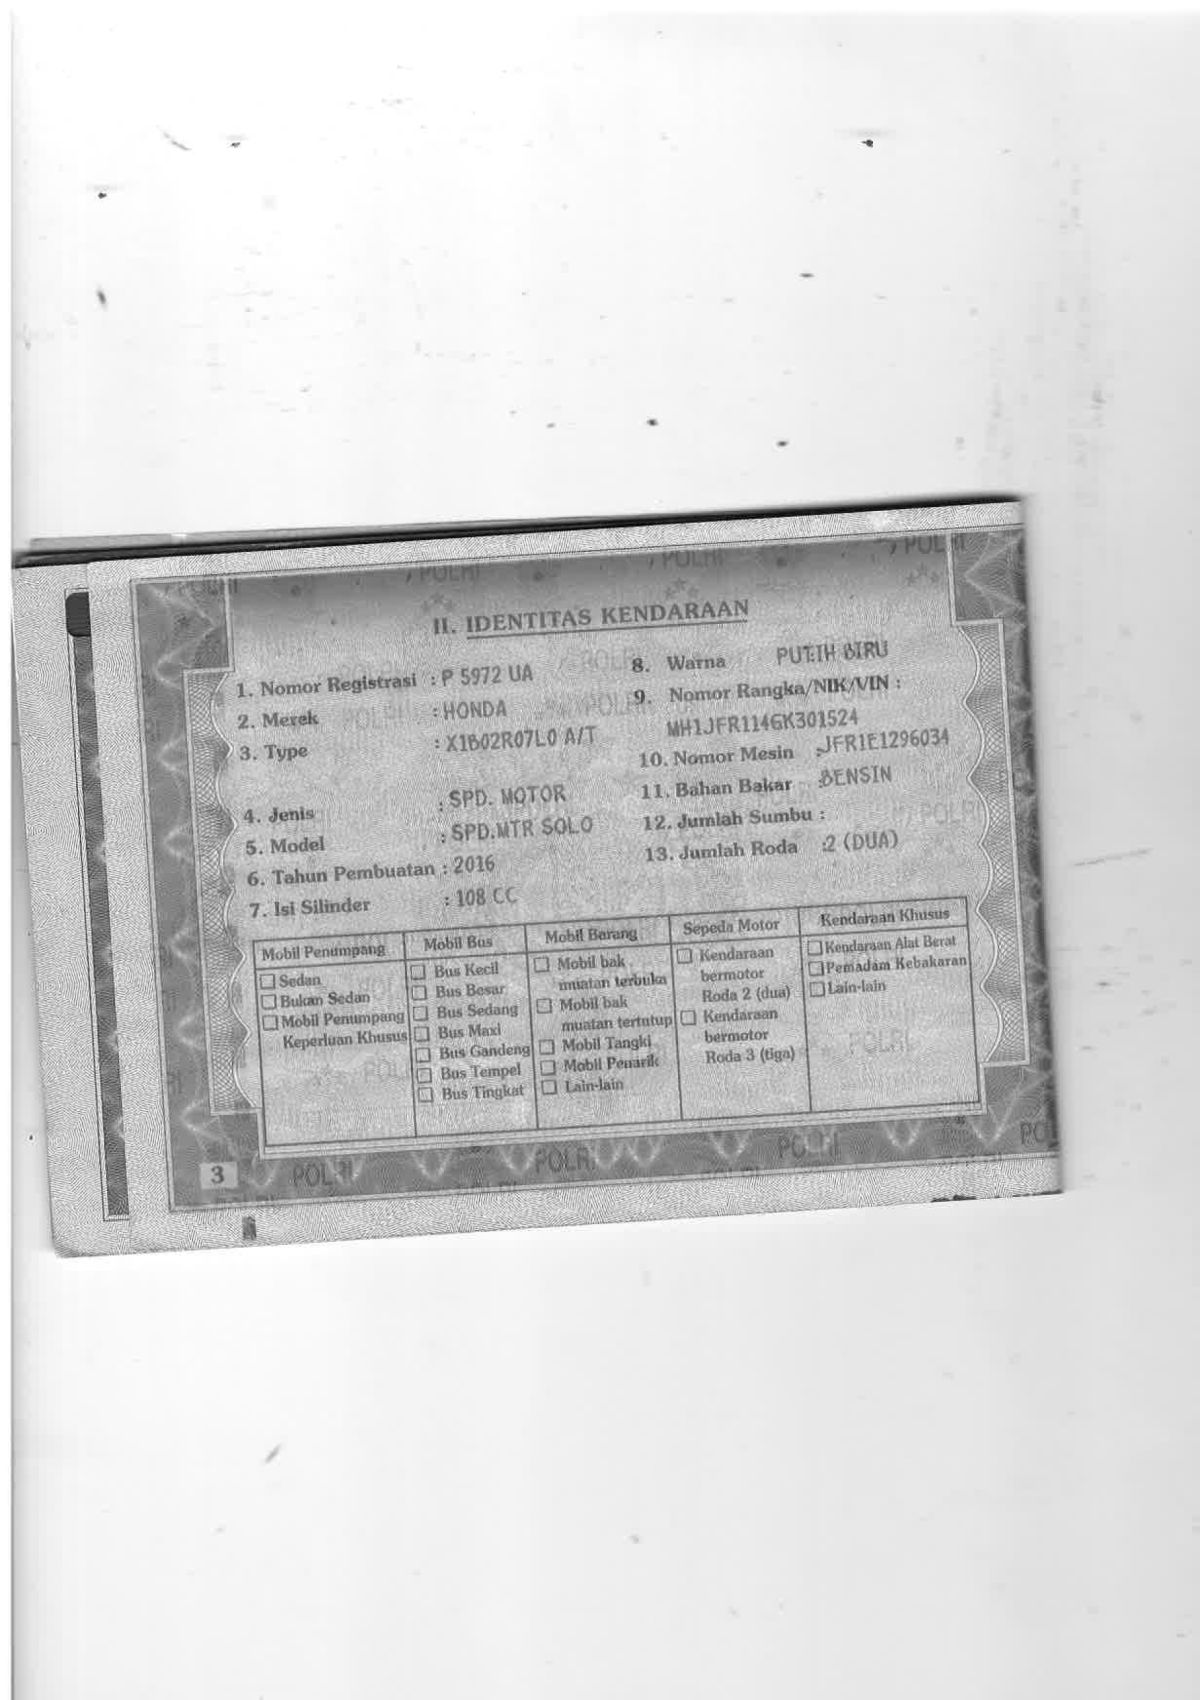 II. IDENTITAS KENDARAAN
1. Nomor Registrasi : P 5972 UA
2. Merek : HONDA
3. Type : X1B02R07L0 A/T
4. Jenis : SPD. MOTOR
5. Model : SPD.MTR SOLO
6. Tahun Pembuatan : 2016
7. Isi Silinder : 108 CC
8. Warna PUTIH BIRU
9. Nomor Rangka/NIK/VIN :
MH1JFR114GK301524
10. Nomor Mesin : JFR1E1296034
11. Bahan Bakar : BENSIN
12. Jumlah Sumbu :
13. Jumlah Roda : 2 (DUA)
Mobil Penumpang
Sedan
Bukan Sedan
Mobil Penumpang
Keperluan Khusus
Mobil Bus
Bus Kecil
Bus Besar
Bus Sedang
Bus Maxi
Bus Gandeng
Bus Tempel
Bus Tingkat
Mobil Barang
Mobil bak
muatan terbuka
Mobil bak
muatan tertutup
Mobil Tangki
Mobil Penarik
Lain-lain
Sepeda Motor
Kendaraan
bermotor
Roda 2 (dua)
Kendaraan
bermotor
Roda 3 (tiga)
Kendaraan Khusus
Kendaraan Alat Berat
Pemadam Kebakaran
Lain-lain
3
POLRI
POLRI
POLRI